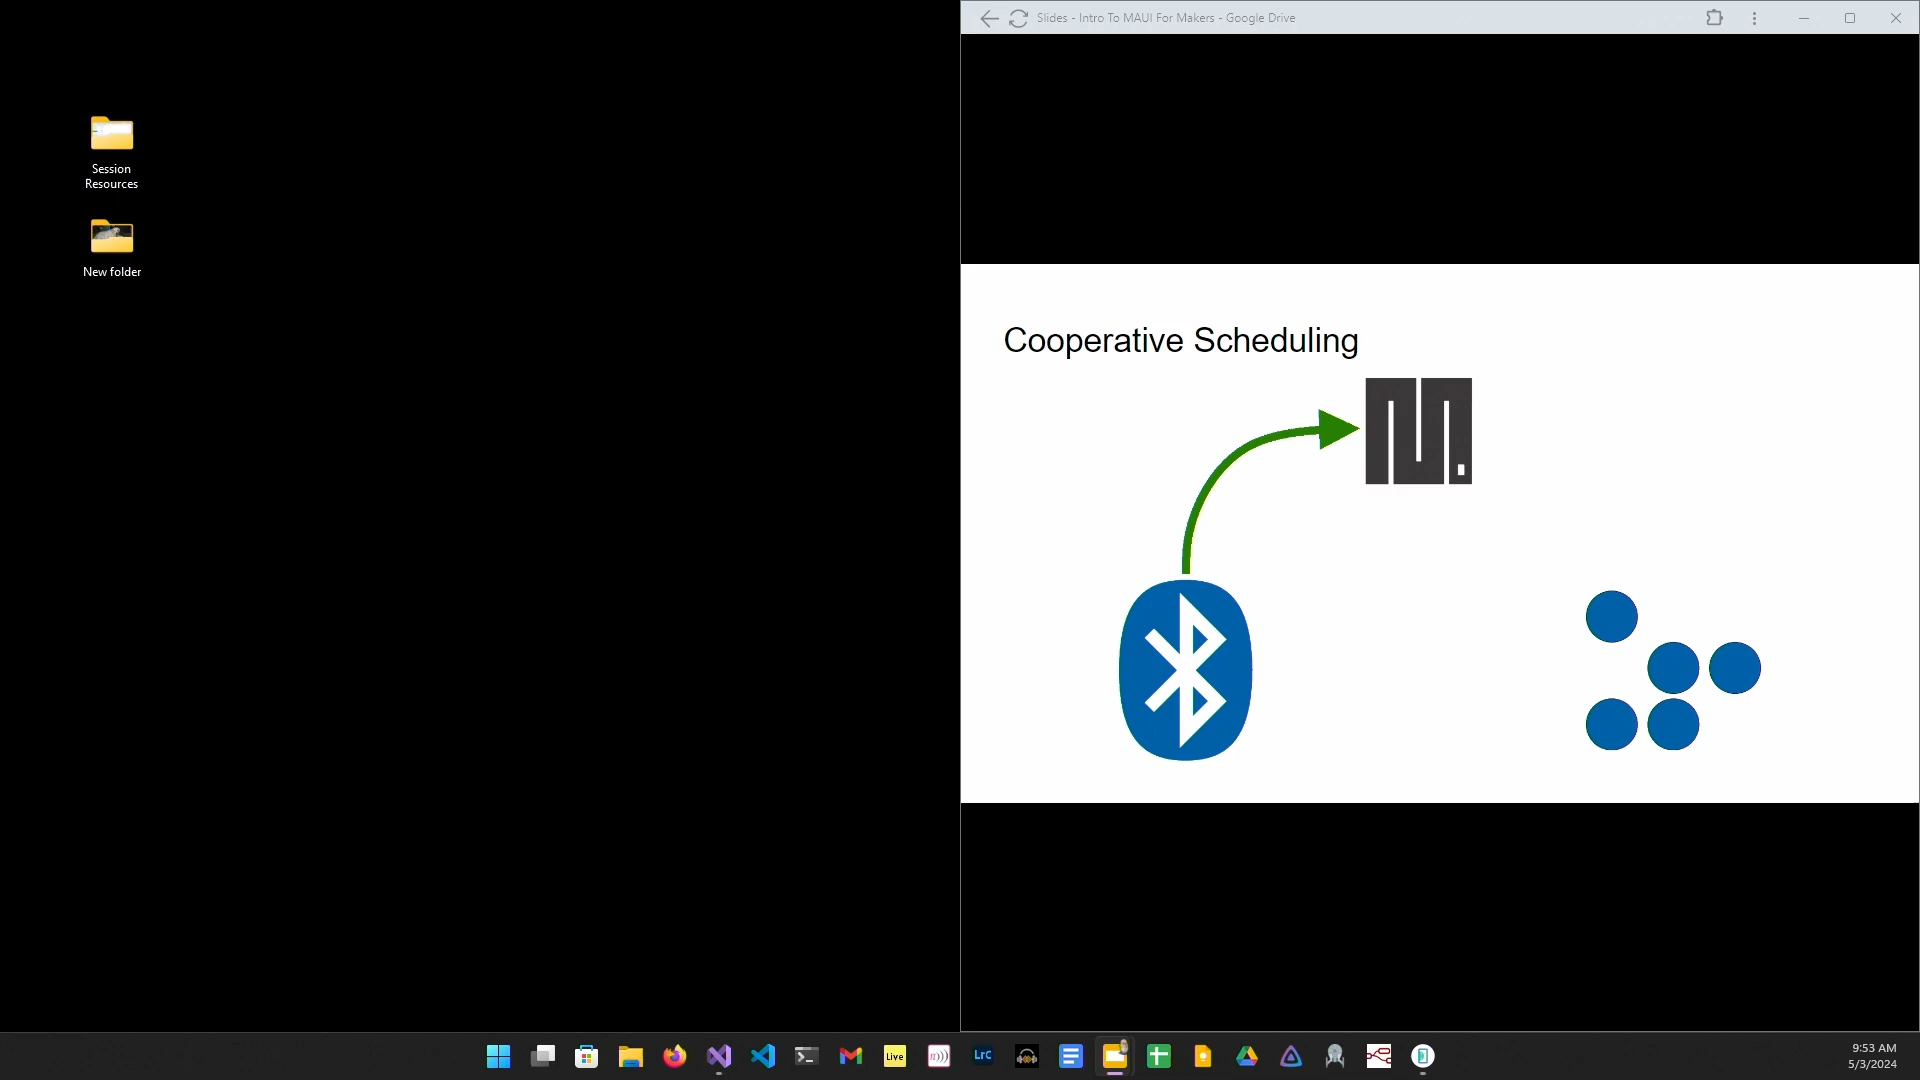 Slides - Intro To MAUI For Makers - Google Drive
Session
Resources
New folder
Cooperative Scheduling
Live
LrC
9:53 AM
5/3/2024